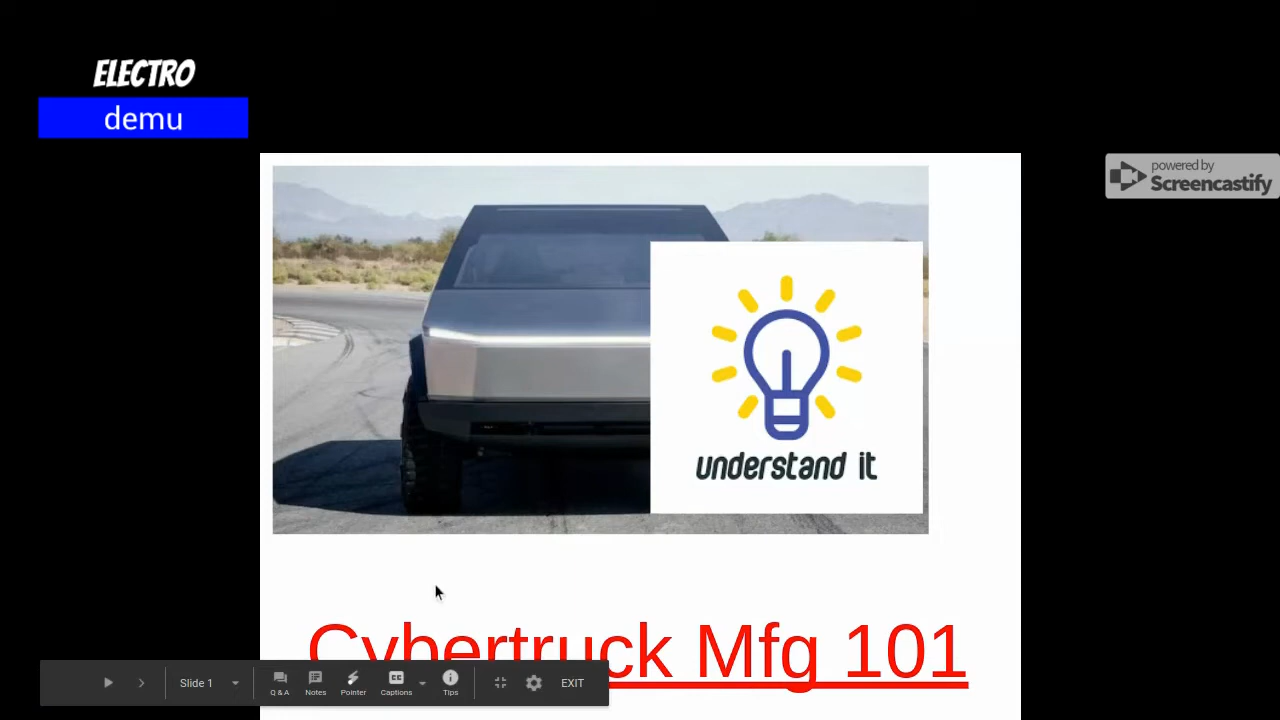 ELECTRO
demu
powered by
Screencastify
understand it
Cybertruck Mfg 101
Slide 1
Q & A
Notes
Pointer
Captions
Tips
EXIT